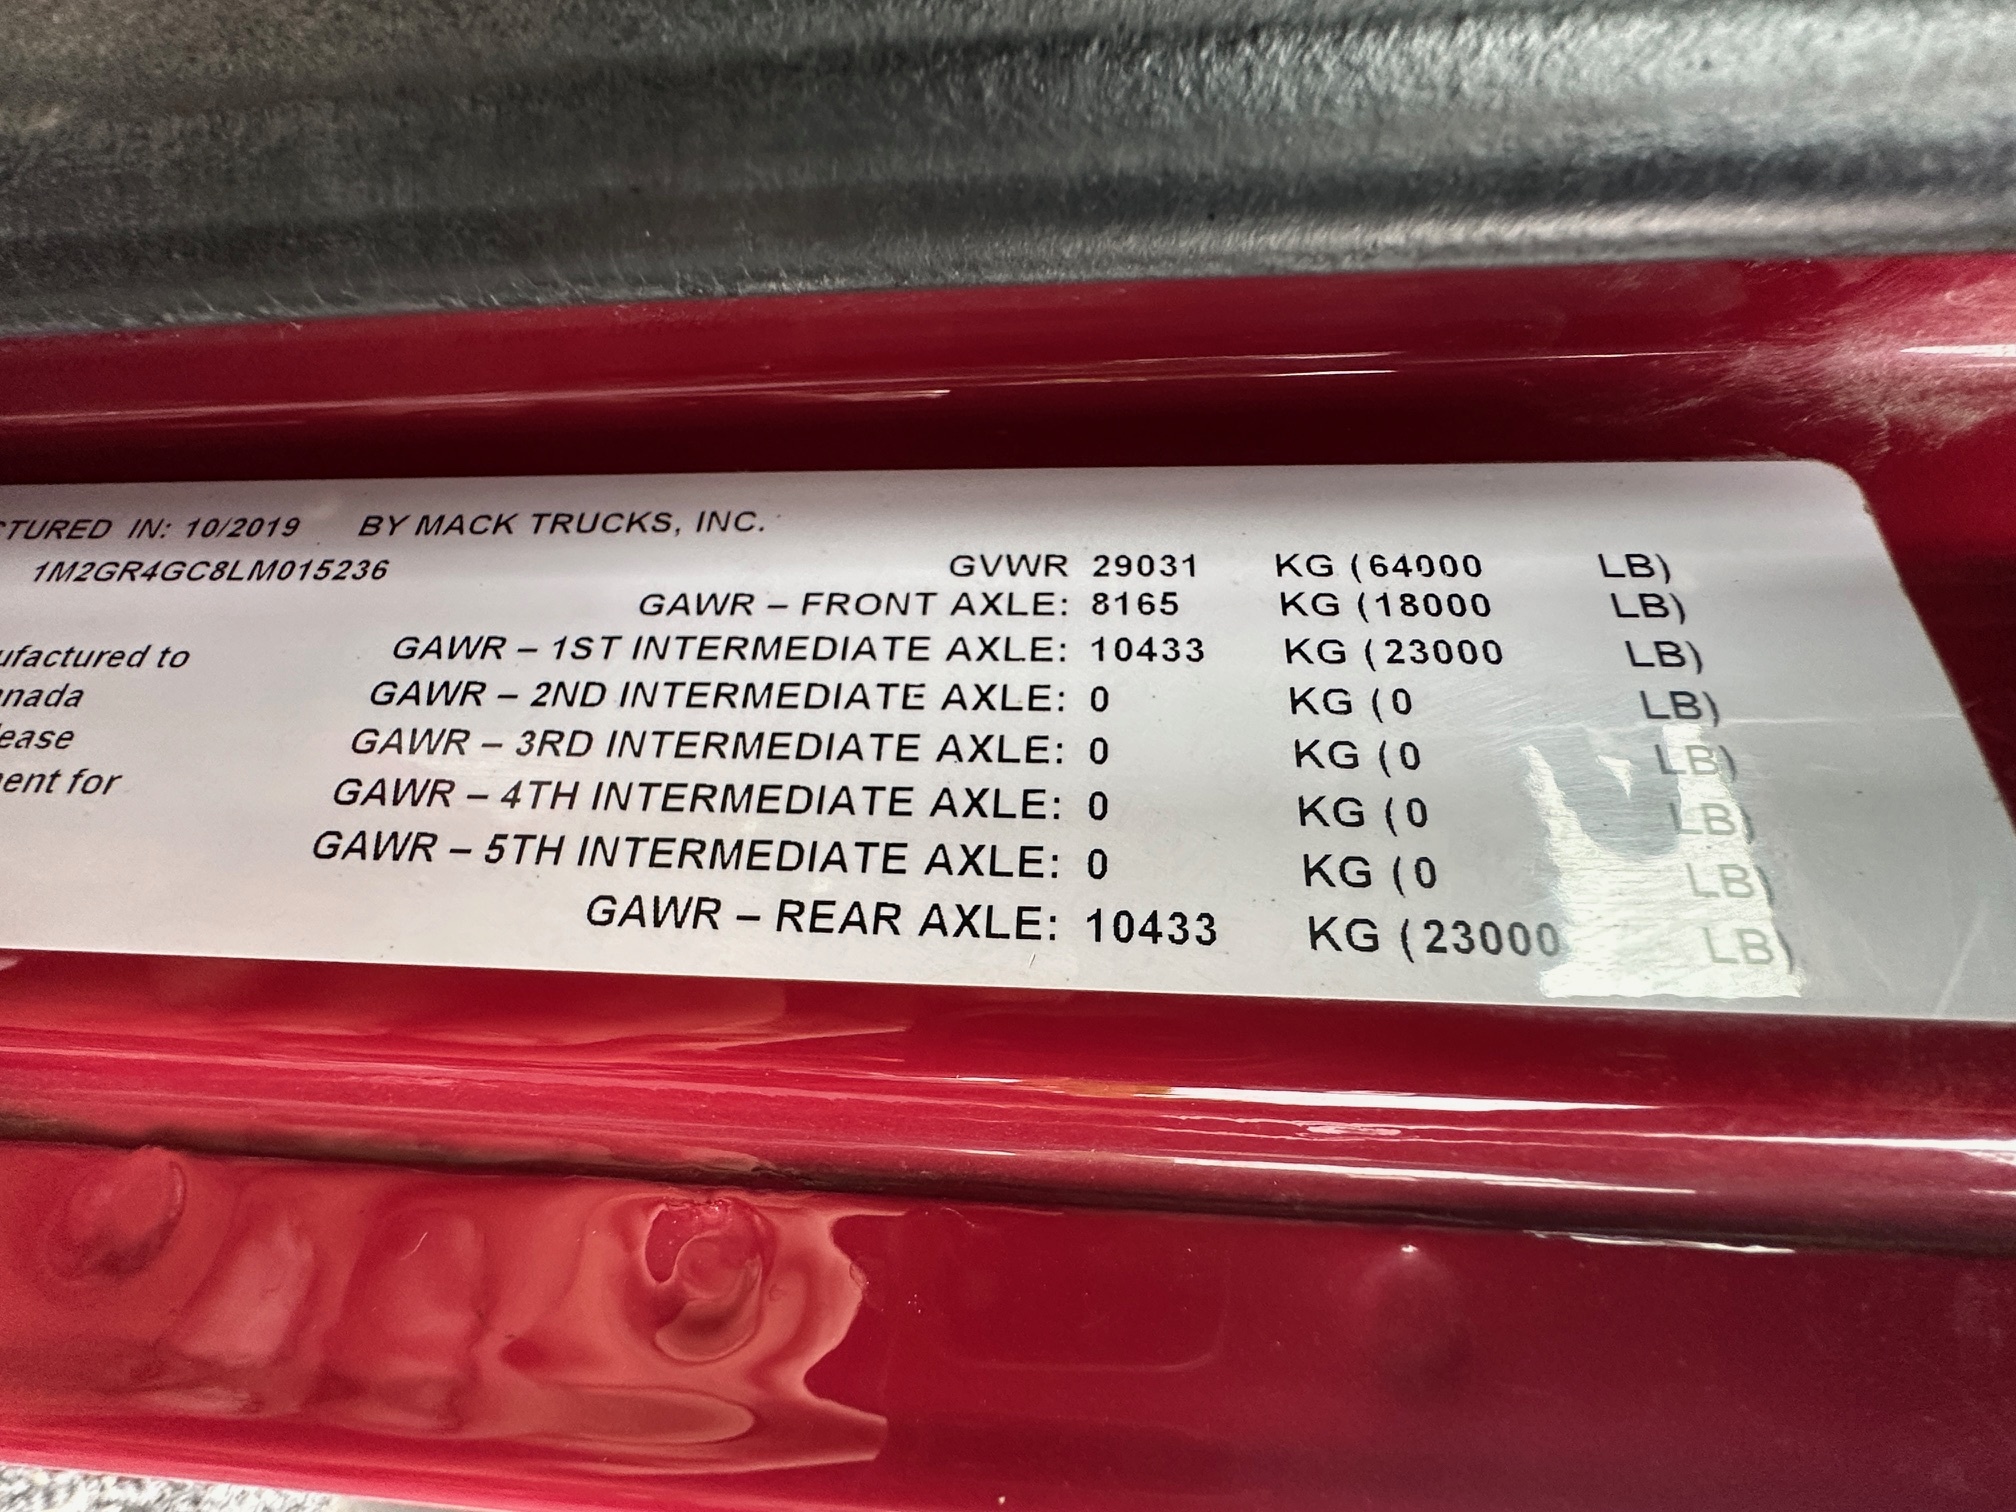 CTURED IN: 10/2019 BY MACK TRUCKS, INC.
1M2GR4GC8LM015236 GVWR 29031 KG (64000 LB)
GAWR – FRONT AXLE: 8165 KG (18000 LB)
ufactured to GAWR – 1ST INTERMEDIATE AXLE: 10433 KG (23000 LB)
nada GAWR – 2ND INTERMEDIATE AXLE: 0 KG (0 LB)
ease GAWR – 3RD INTERMEDIATE AXLE: 0 KG (0 LB)
ent for GAWR – 4TH INTERMEDIATE AXLE: 0 KG (0 LB)
GAWR – 5TH INTERMEDIATE AXLE: 0 KG (0 LB)
GAWR – REAR AXLE: 10433 KG (23000 LB)